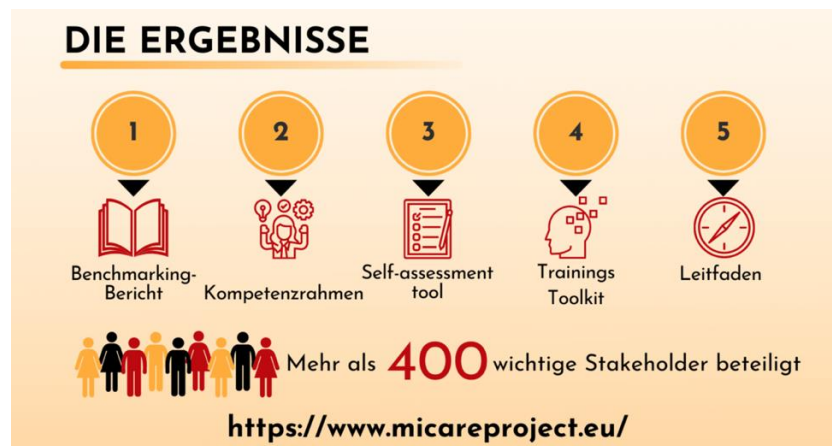 DIE ERGEBNISSE
1
2
3
4
5
Benchmarking-
Bericht
Kompetenzrahmen
Self-assessment
tool
Trainings
Toolkit
Leitfaden
Mehr als 400 wichtige Stakeholder beteiligt
https://www.micareproject.eu/